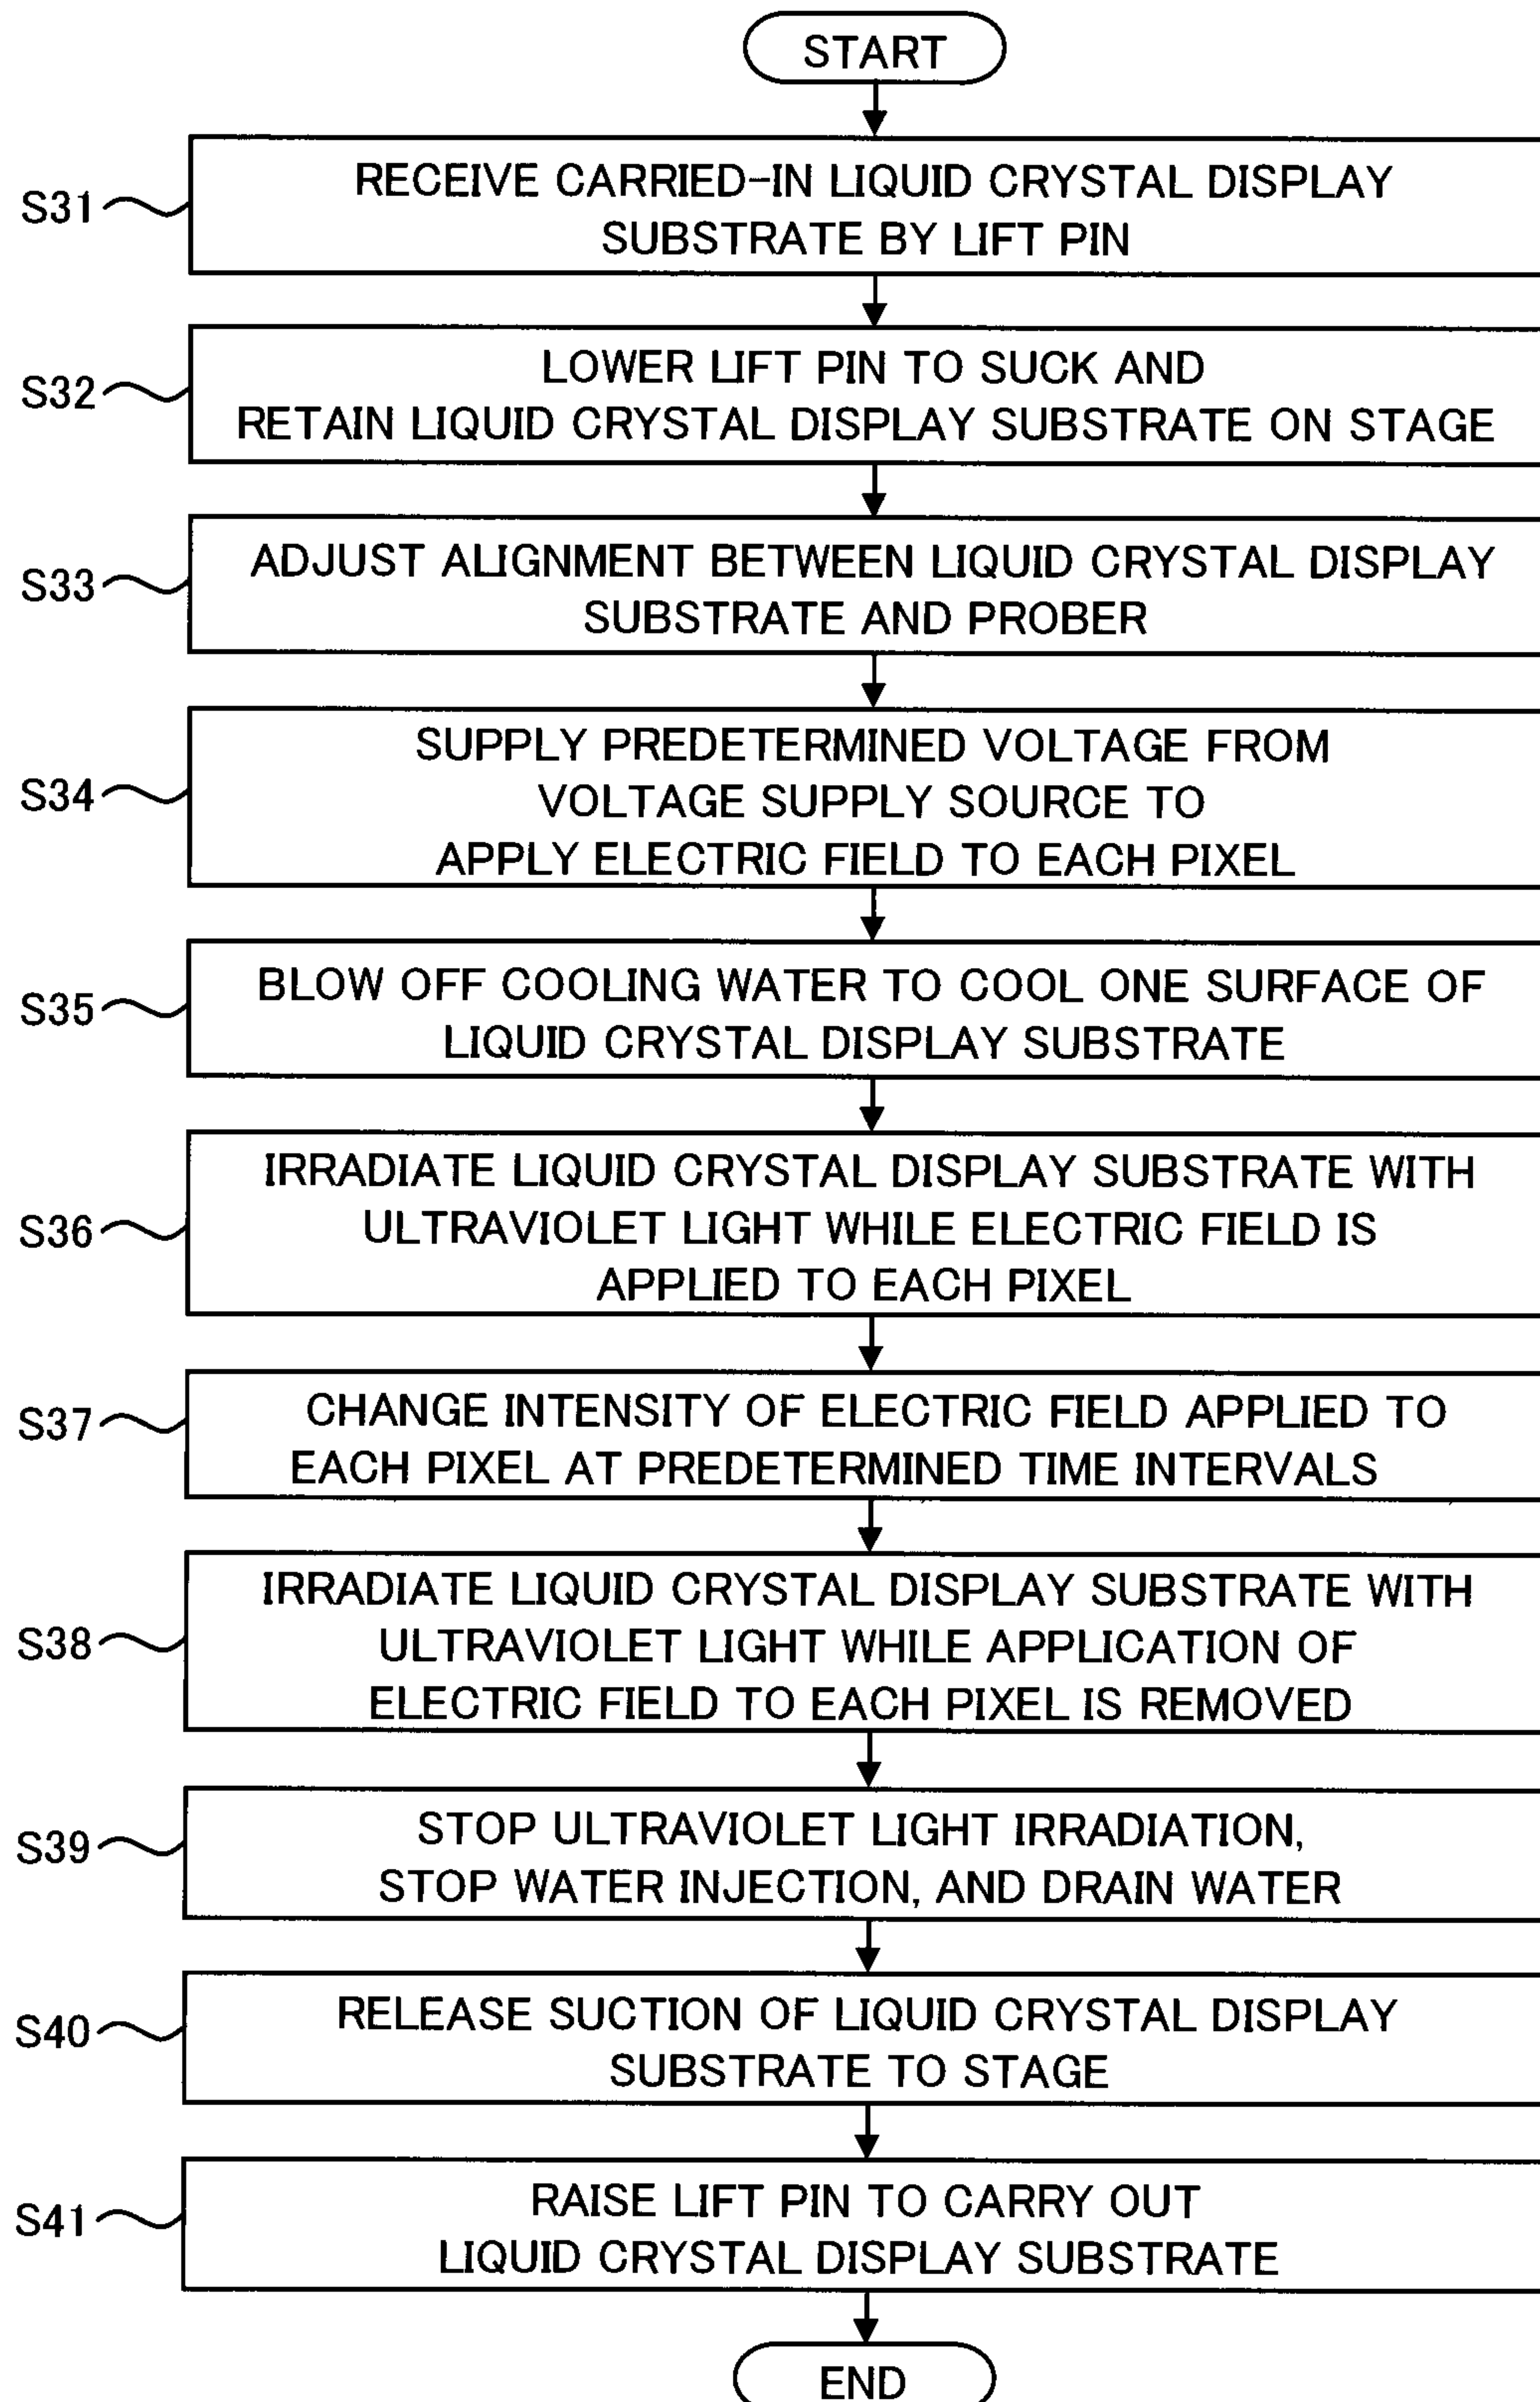 START
S31
RECEIVE CARRIED-IN LIQUID CRYSTAL DISPLAY
SUBSTRATE BY LIFT PIN
S32
LOWER LIFT PIN TO SUCK AND
RETAIN LIQUID CRYSTAL DISPLAY SUBSTRATE ON STAGE
S33
ADJUST ALIGNMENT BETWEEN LIQUID CRYSTAL DISPLAY
SUBSTRATE AND PROBER
S34
SUPPLY PREDETERMINED VOLTAGE FROM
VOLTAGE SUPPLY SOURCE TO
APPLY ELECTRIC FIELD TO EACH PIXEL
S35
BLOW OFF COOLING WATER TO COOL ONE SURFACE OF
LIQUID CRYSTAL DISPLAY SUBSTRATE
S36
IRRADIATE LIQUID CRYSTAL DISPLAY SUBSTRATE WITH
ULTRAVIOLET LIGHT WHILE ELECTRIC FIELD IS
APPLIED TO EACH PIXEL
S37
CHANGE INTENSITY OF ELECTRIC FIELD APPLIED TO
EACH PIXEL AT PREDETERMINED TIME INTERVALS
S38
IRRADIATE LIQUID CRYSTAL DISPLAY SUBSTRATE WITH
ULTRAVIOLET LIGHT WHILE APPLICATION OF
ELECTRIC FIELD TO EACH PIXEL IS REMOVED
S39
STOP ULTRAVIOLET LIGHT IRRADIATION,
STOP WATER INJECTION, AND DRAIN WATER
S40
RELEASE SUCTION OF LIQUID CRYSTAL DISPLAY
SUBSTRATE TO STAGE
S41
RAISE LIFT PIN TO CARRY OUT
LIQUID CRYSTAL DISPLAY SUBSTRATE
END